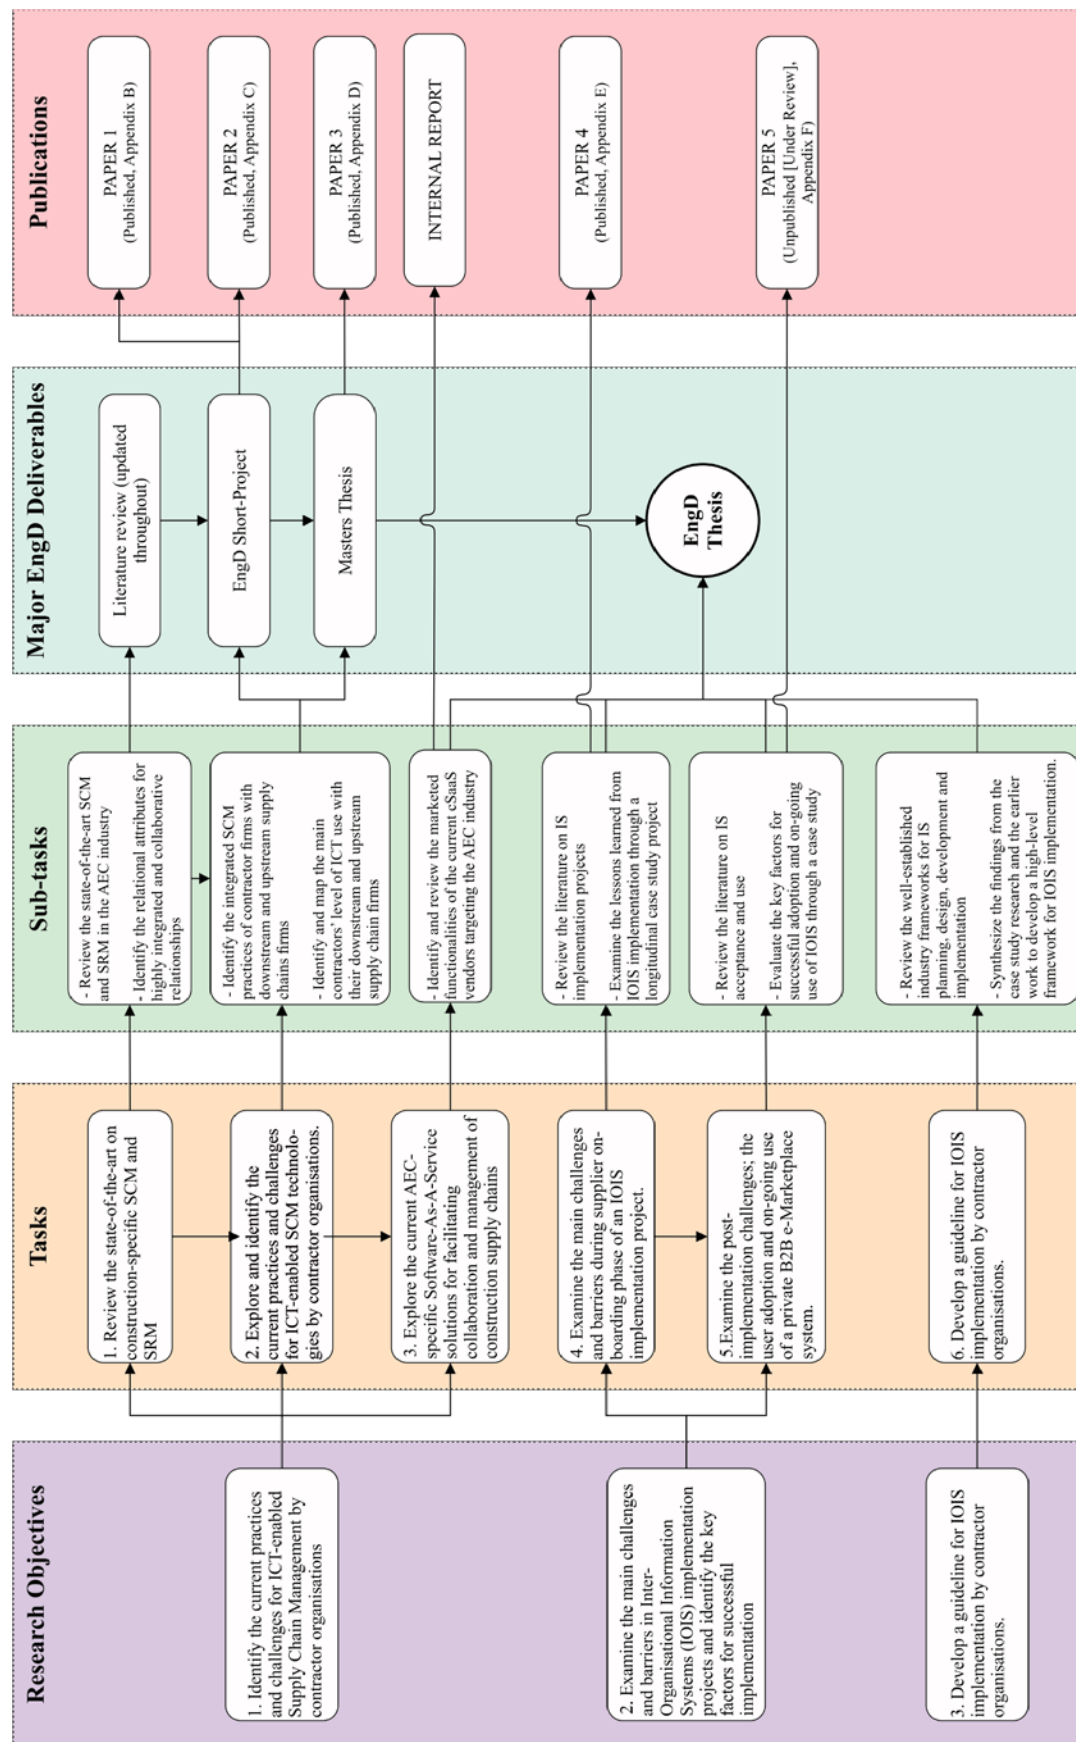 Research Objectives
1. Identify the current practices
and challenges for ICT-enabled
Supply Chain Management by
contractor organisations
2. Examine the main challenges
and barriers in Inter-
Organisational Information
Systems (IOIS) implementation
projects and identify the key
factors for successful
implementation
3. Develop a guideline for IOIS
implementation by contractor
organisations.
Tasks
1. Review the state-of-the-art on
construction-specific SCM and
SRM
2. Explore and identify the
current practices and challenges
for ICT-enabled SCM technolo-
gies by contractor organisations.
3. Explore the current AEC-
specific Software-As-A-Service
solutions for facilitating
collaboration and management of
construction supply chains
4. Examine the main challenges
and barriers during supplier on-
boarding phase of an IOIS
implementation project.
5.Examine the post-
implementation challenges; the
user adoption and on-going use
of a private B2B e-Marketplace
system.
6. Develop a guideline for IOIS
implementation by contractor
organisations.
Sub-tasks
- Review the state-of-the-art SCM
and SRM in the AEC industry
- Identify the relational attributes for
highly integrated and collaborative
relationships
- Identify the integrated SCM
practices of contractor firms with
downstream and upstream supply
chains firms
- Identify and map the main
contractors' level of ICT use with
their downstream and upstream
supply chain firms
- Identify and review the marketed
functionalities of the current cSaaS
vendors targeting the AEC industry
- Review the literature on IS
implementation projects
- Examine the lessons learned from
IOIS implementation through a
longitudinal case study project
- Review the literature on IS
acceptance and use
- Evaluate the key factors for
successful adoption and on-going
use of IOIS through a case study
- Review the well-established
industry frameworks for IS
planning, design, development and
implementation
- Synthesize the findings from the
case study research and the earlier
work to develop a high-level
framework for IOIS implementation.
Major EngD Deliverables
Literature review (updated
throughout)
EngD Short-Project
Masters Thesis
EngD
Thesis
Publications
PAPER 1
(Published, Appendix B)
PAPER 2
(Published, Appendix C)
PAPER 3
(Published, Appendix D)
INTERNAL REPORT
PAPER 4
(Published, Appendix E)
PAPER 5
(Unpublished [Under Review],
Appendix F)